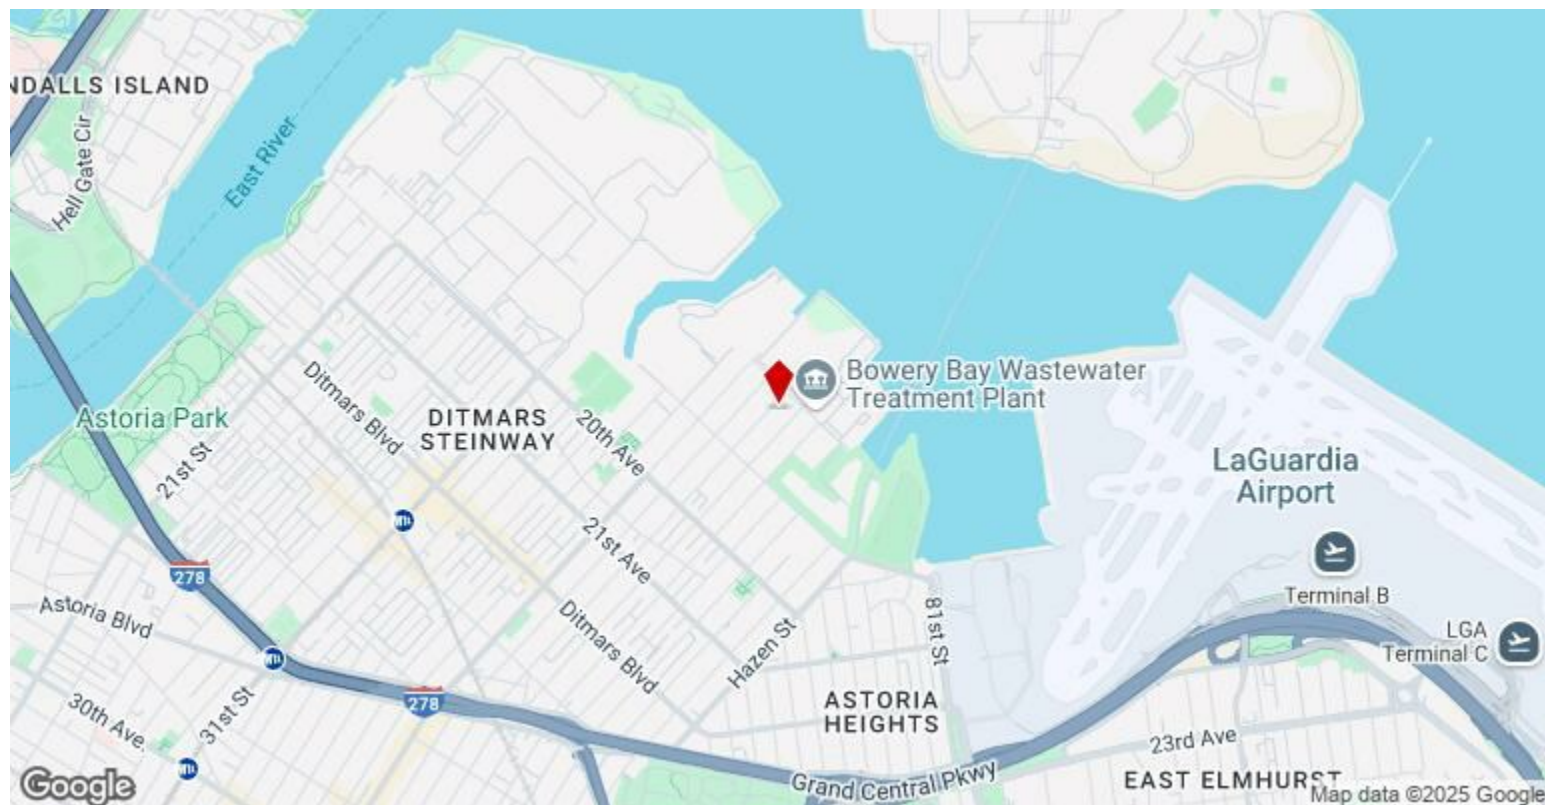 NDALLS ISLAND
Hell Gate Cir
East River
Bowery Bay Wastewater
Treatment Plant
Ditmars Blvd
DITMARS
STEINWAY
20th Ave
Astoria Park
21st St
LaGuardia
Airport
278
21st Ave
Terminal B
Astoria Blvd
Ditmars Blvd
Hazen St
81st St
LGA
Terminal C
278
30th Ave.
31st St
ASTORIA
HEIGHTS
23rd Ave
Grand Central Pkwy
EAST ELMHURST
Google
Map data ©2025 Google